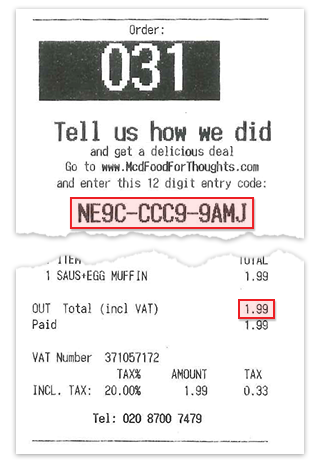 Order:
031
Tell us how we did
and get a delicious deal
Go to www.McdFoodForThoughts.com
and enter this 12 digit entry code:
NE9C-CCC9-9AMJ
ITEM TOTAL
1 SAUS+EGG MUFFIN 1.99
OUT Total (incl VAT) 1.99
Paid 1.99
VAT Number 371057172
TAX% AMOUNT TAX
INCL. TAX: 20.00% 1.99 0.33
Tel: 020 8700 7479